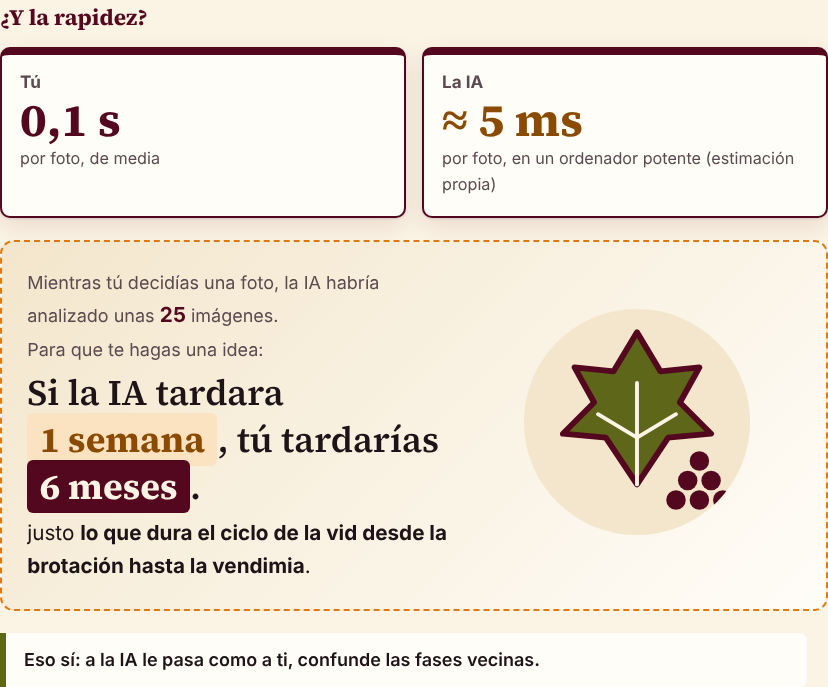 ¿Y la rapidez?
Tú
0,1 s
por foto, de media
La IA
≈ 5 ms
por foto, en un ordenador potente (estimación
propia)
Mientras tú decidías una foto, la IA habría
analizado unas 25 imágenes.
Para que te hagas una idea:
Si la IA tardara
1 semana , tú tardarías
6 meses .
justo lo que dura el ciclo de la vid desde la
brotación hasta la vendimia.
Eso sí: a la IA le pasa como a ti, confunde las fases vecinas.